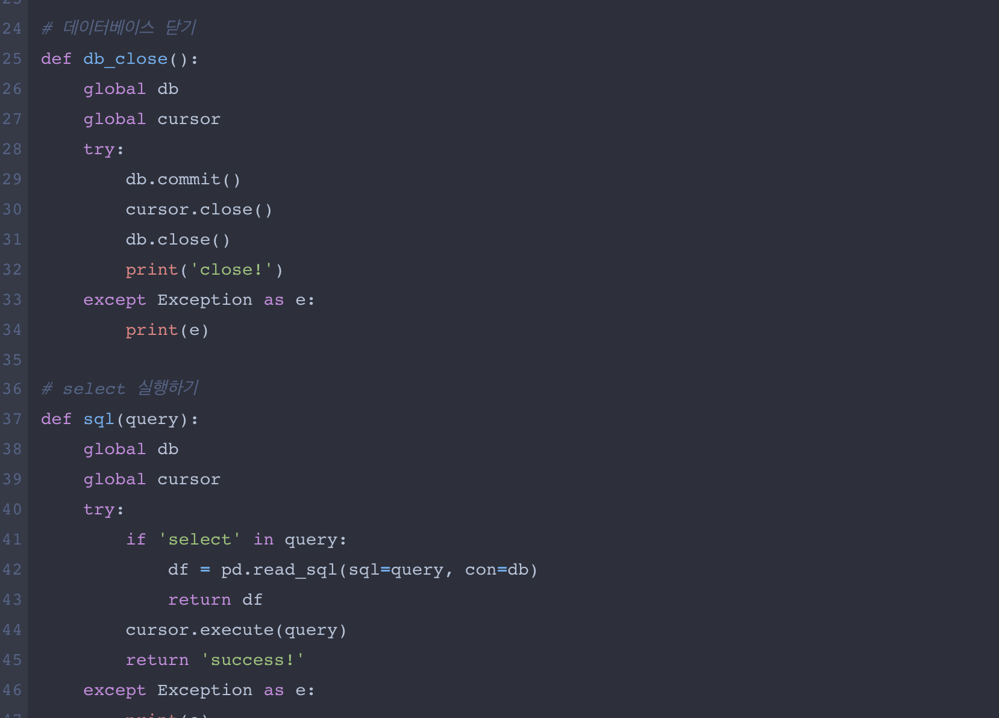 24 # 데이터베이스 닫기
25 def db_close():
26     global db
27     global cursor
28     try:
29         db.commit()
30         cursor.close()
31         db.close()
32         print('close!')
33     except Exception as e:
34         print(e)
35
36 # select 실행하기
37 def sql(query):
38     global db
39     global cursor
40     try:
41         if 'select' in query:
42             df = pd.read_sql(sql=query, con=db)
43             return df
44         cursor.execute(query)
45         return 'success!'
46     except Exception as e: